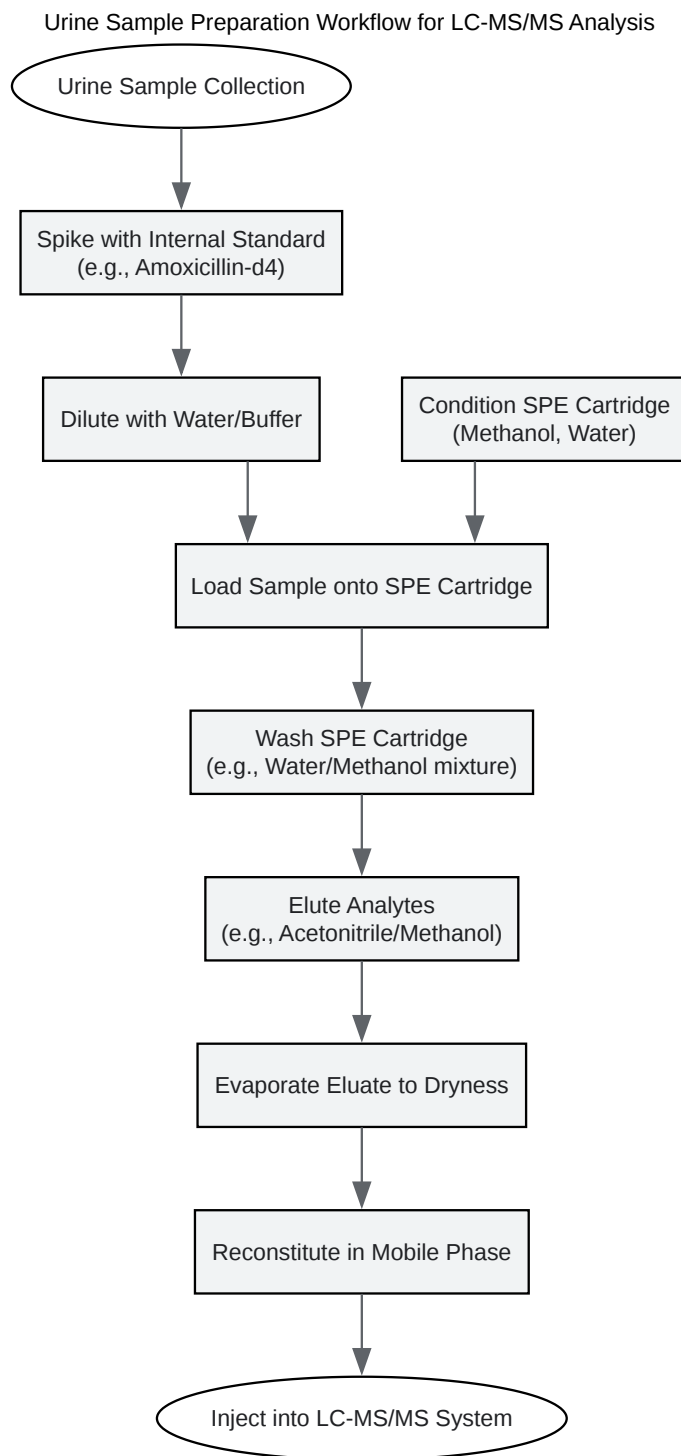 Urine Sample Preparation Workflow for LC-MS/MS Analysis
Urine Sample Collection
Spike with Internal Standard
(e.g., Amoxicillin-d4)
Dilute with Water/Buffer
Condition SPE Cartridge
(Methanol, Water)
Load Sample onto SPE Cartridge
Wash SPE Cartridge
(e.g., Water/Methanol mixture)
Elute Analytes
(e.g., Acetonitrile/Methanol)
Evaporate Eluate to Dryness
Reconstitute in Mobile Phase
Inject into LC-MS/MS System